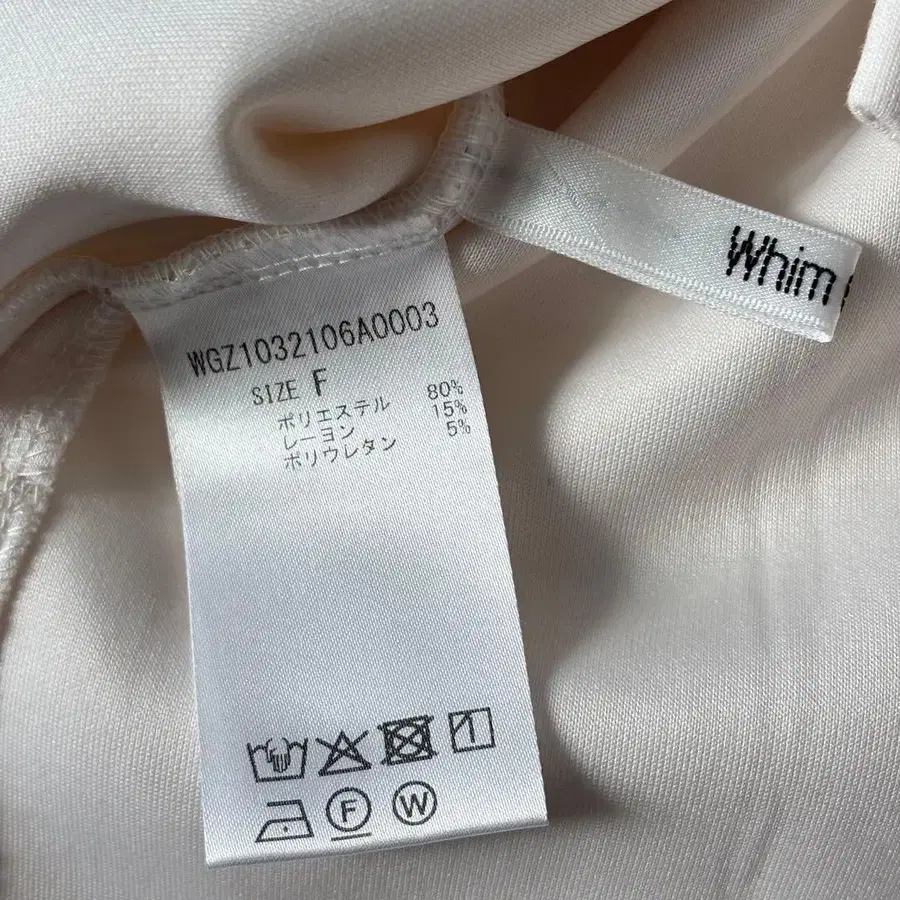 Whim
WGZ1032106A0003
SIZE F
ポリエステル 80%
レーヨン 15%
ポリウレタン 5%
F
W